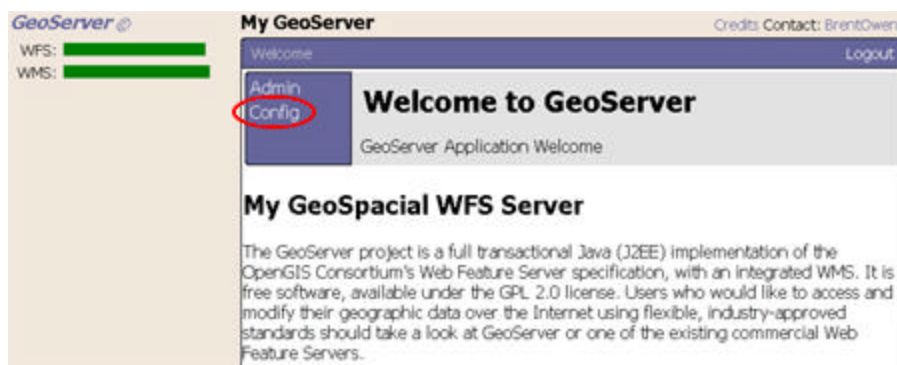 GeoServer ©
WFS:
WMS:
My GeoServer
Credits Contact: BrentOwen
Welcome
Logout
Admin
Config
Welcome to GeoServer
GeoServer Application Welcome
My GeoSpacial WFS Server
The GeoServer project is a full transactional Java (J2EE) implementation of the
OpenGIS Consortium's Web Feature Server specification, with an integrated WMS. It is
free software, available under the GPL 2.0 license. Users who would like to access and
modify their geographic data over the Internet using flexible, industry-approved
standards should take a look at GeoServer or one of the existing commercial Web
Feature Servers.